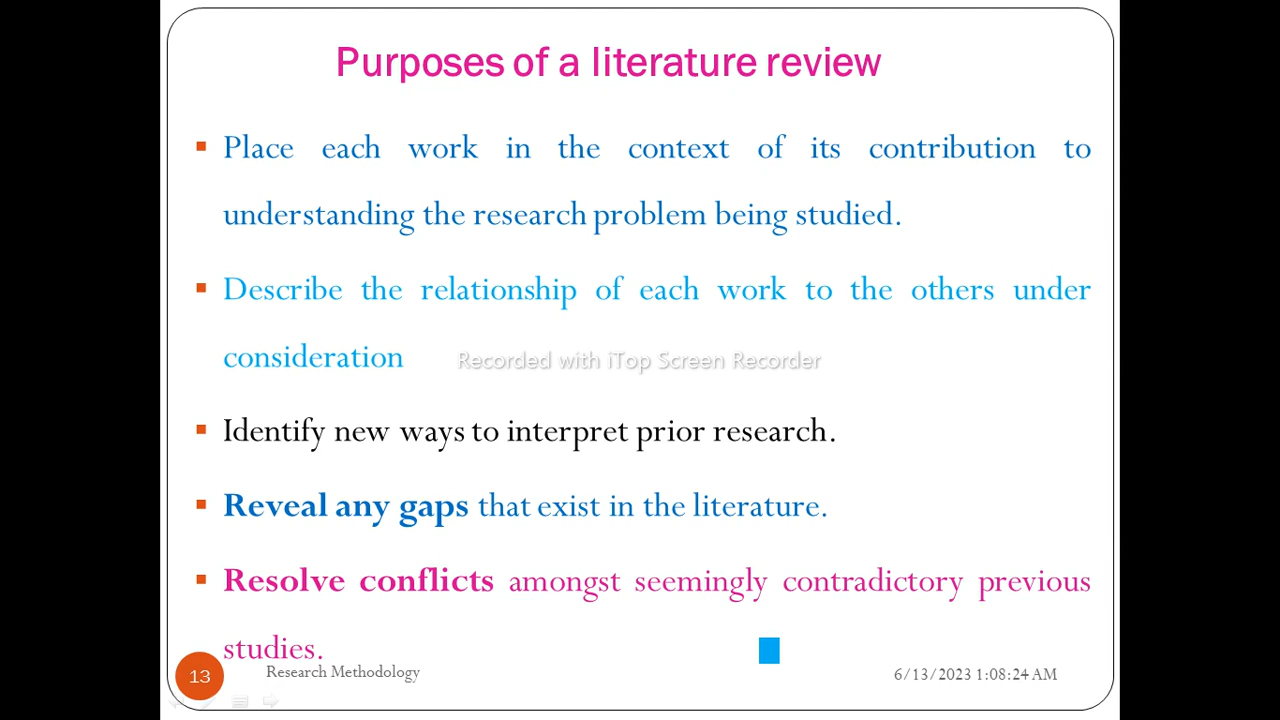 Purposes of a literature review
Place each work in the context of its contribution to
understanding the research problem being studied.
Describe the relationship of each work to the others under
consideration
Recorded with iTop Screen Recorder
Identify new ways to interpret prior research.
Reveal any gaps that exist in the literature.
Resolve conflicts amongst seemingly contradictory previous
studies.
13
Research Methodology
6/13/2023 1:08:24 AM